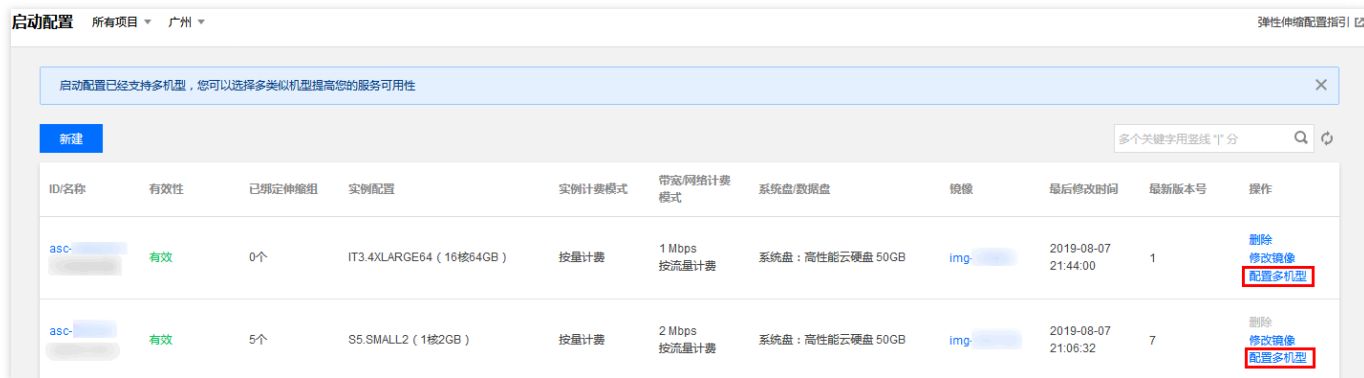 启动配置 所有项目 广州 弹性伸缩配置指引
启动配置已经支持多机型，您可以选择多类似机型提高您的服务可用性
新建 多个关键字用竖线 "|" 分
ID/名称 有效性 已绑定伸缩组 实例配置 实例计费模式 带宽/网络计费模式 系统盘/数据盘 镜像 最后修改时间 最新版本号 操作
asc- 有效 0个 IT3.4XLARGE64（16核64GB） 按量计费 1 Mbps 系统盘：高性能云硬盘 50GB img- 2019-08-07 1 删除
按流量计费 21:44:00 修改镜像
配置多机型
asc- 有效 5个 S5.SMALL2（1核2GB） 按量计费 2 Mbps 系统盘：高性能云硬盘 50GB img- 2019-08-07 7 删除
按流量计费 21:06:32 修改镜像
配置多机型